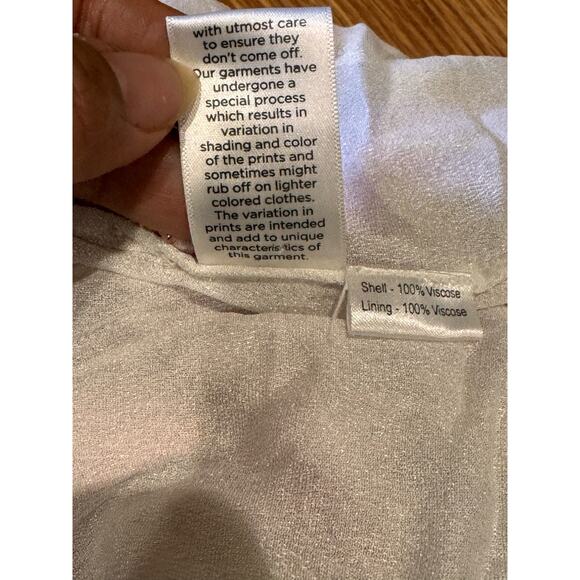 with utmost care
to ensure they
don't come off.
Our garments have
undergone a
special process
which results in
variation in
shading and color
of the prints and
sometimes might
rub off on lighter
colored clothes.
The variation in
prints are intended
and add to unique
characteristics of
this garment.
Shell - 100% Viscose
Lining - 100% Viscose